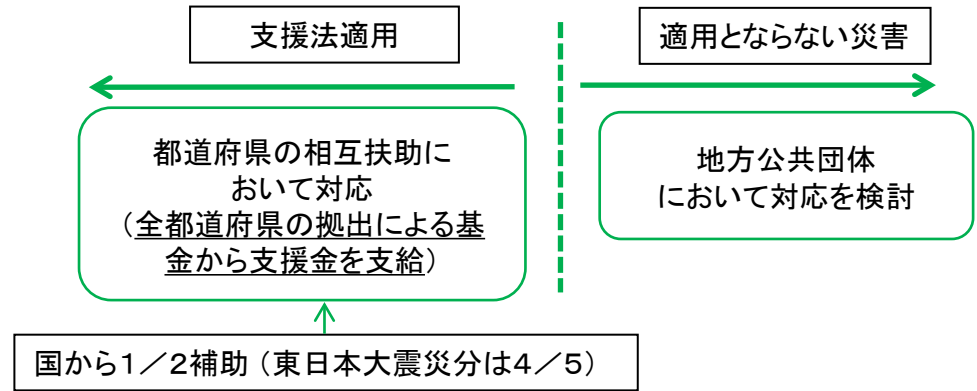 支援法適用
適用とならない災害
都道府県の相互扶助に
おいて対応
（全都道府県の拠出による基
金から支援金を支給）
地方公共団体
において対応を検討
国から１／２補助（東日本大震災分は４／５）